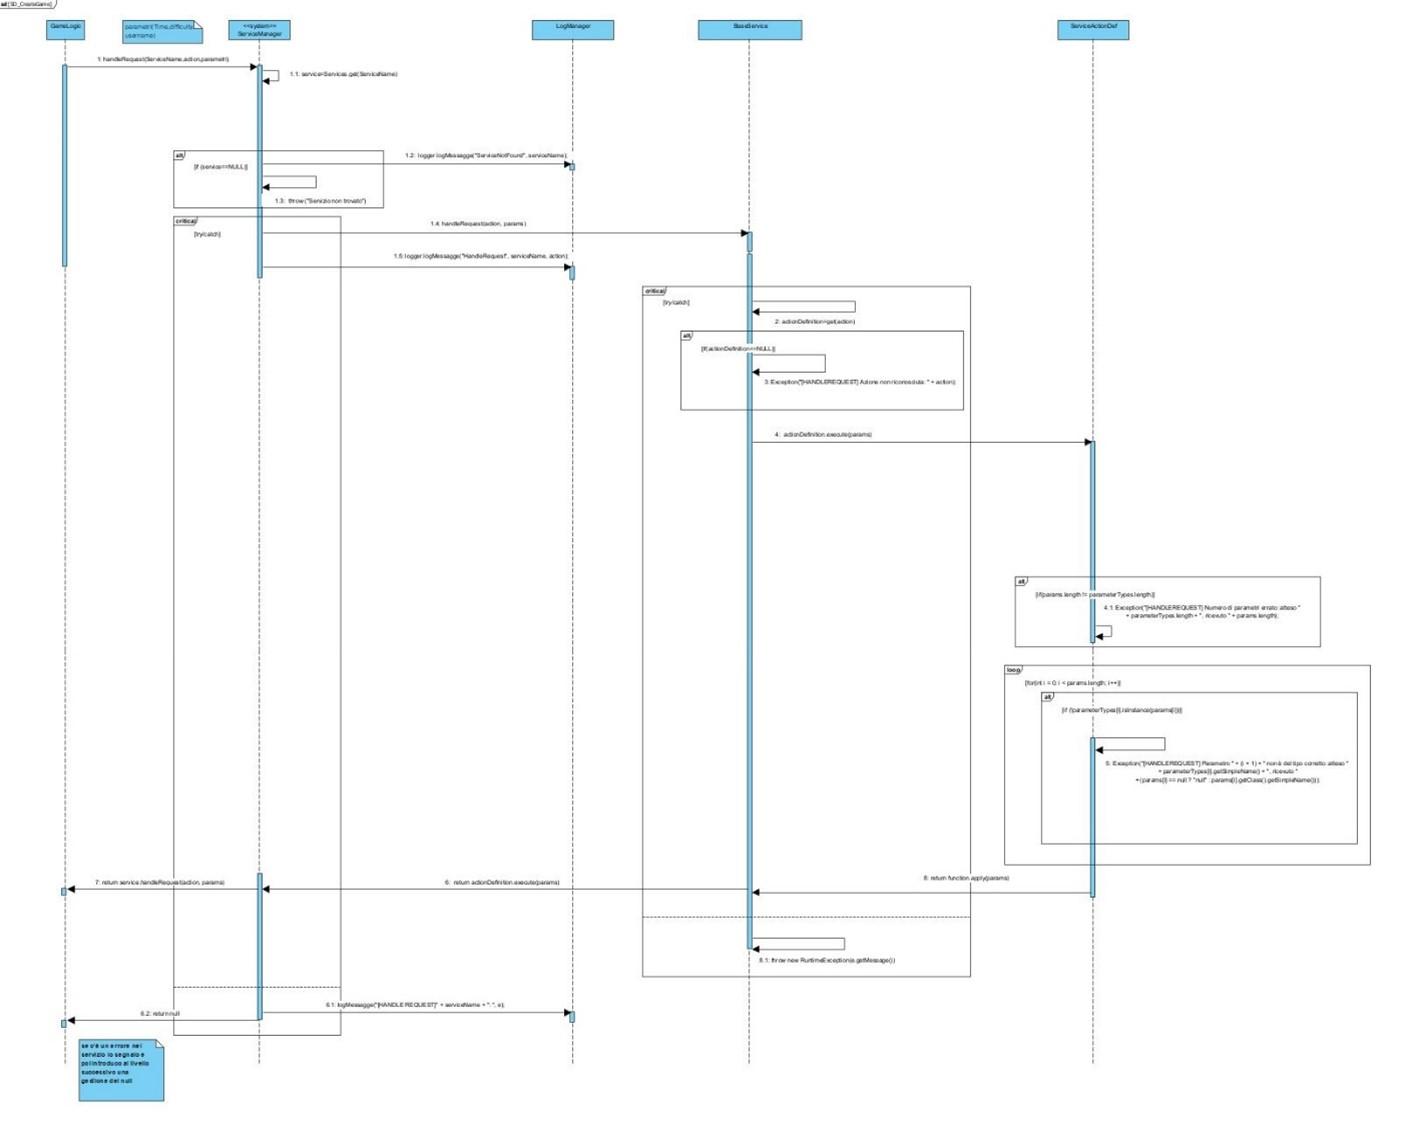 sd [SD_CreateGame]
GameLogic
parametri(Time,difficulty,
username)
<<system>>
ServiceManager
LogManager
BaseService
ServiceActionDef
1: handleRequest(ServiceName,action,parametri)
1.1: service=Services.get(ServiceName)
alt
[if (service==NULL)]
1.2: logger.logMessagge("ServiceNotFound", serviceName);
1.3: throw ("Servizio non trovato")
critical
[try/catch]
1.4: handleRequest(action, params)
1.5: logger.logMessagge("HandleRequest", serviceName, action);
critical
[try/catch]
2: actionDefinition=get(action)
alt
[if(actionDefinition==NULL)]
3: Exception("[HANDLEREQUEST] Azione non riconosciuta: " + action)
4: actionDefinition.execute(params)
alt
[if(params.length != parameterTypes.length)]
4.1: Exception("[HANDLEREQUEST] Numero di parametri errato atteso "
+ parameterTypes.length + ", ricevuto " + params.length);
loop
[for(int i = 0; i < params.length; i++)]
alt
[if (!parameterTypes[i].isInstance(params[i]))]
5: Exception("[HANDLEREQUEST] Parametro " + (i + 1) + " non è del tipo corretto atteso "
+ parameterTypes[i].getSimpleName() + ", ricevuto "
+ (params[i] == null ? "null" : params[i].getClass().getSimpleName()));
7: return service.handleRequest(action, params)
6: return actionDefinition.execute(params)
8: return function.apply(params)
8.1: throw new RuntimeException(e.getMessage())
6.1: logMessagge("[HANDLE REQUEST]" + serviceName + ": ", e);
6.2: return null
se c'è un errore nel
servizio lo segnalo e
poi introduco al livello
successivo una
gestione del null